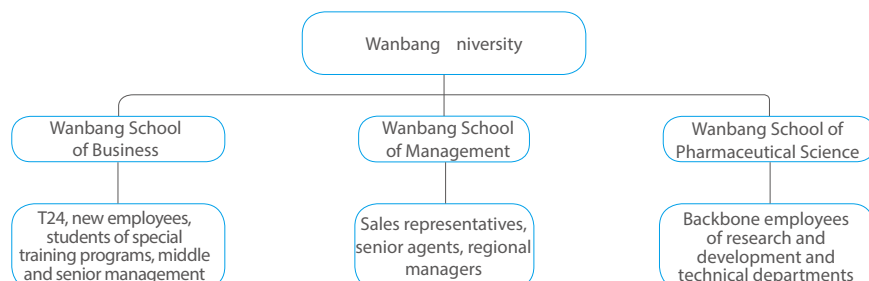 Wanbang niversity
Wanbang School
of Business
Wanbang School
of Management
Wanbang School of
Pharmaceutical Science
T24, new employees,
students of special
training programs, middle
and senior management
Sales representatives,
senior agents, regional
managers
Backbone employees
of research and
development and
technical departments